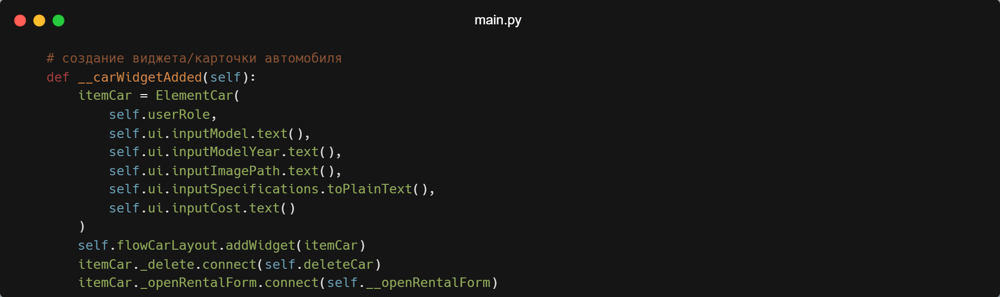 main.py
# создание виджета/карточки автомобиля
def __carWidgetAdded(self):
    itemCar = ElementCar(
        self.userRole,
        self.ui.inputModel.text(),
        self.ui.inputModelYear.text(),
        self.ui.inputImagePath.text(),
        self.ui.inputSpecifications.toPlainText(),
        self.ui.inputCost.text()
    )
    self.flowCarLayout.addWidget(itemCar)
    itemCar._delete.connect(self.deleteCar)
    itemCar._openRentalForm.connect(self.__openRentalForm)